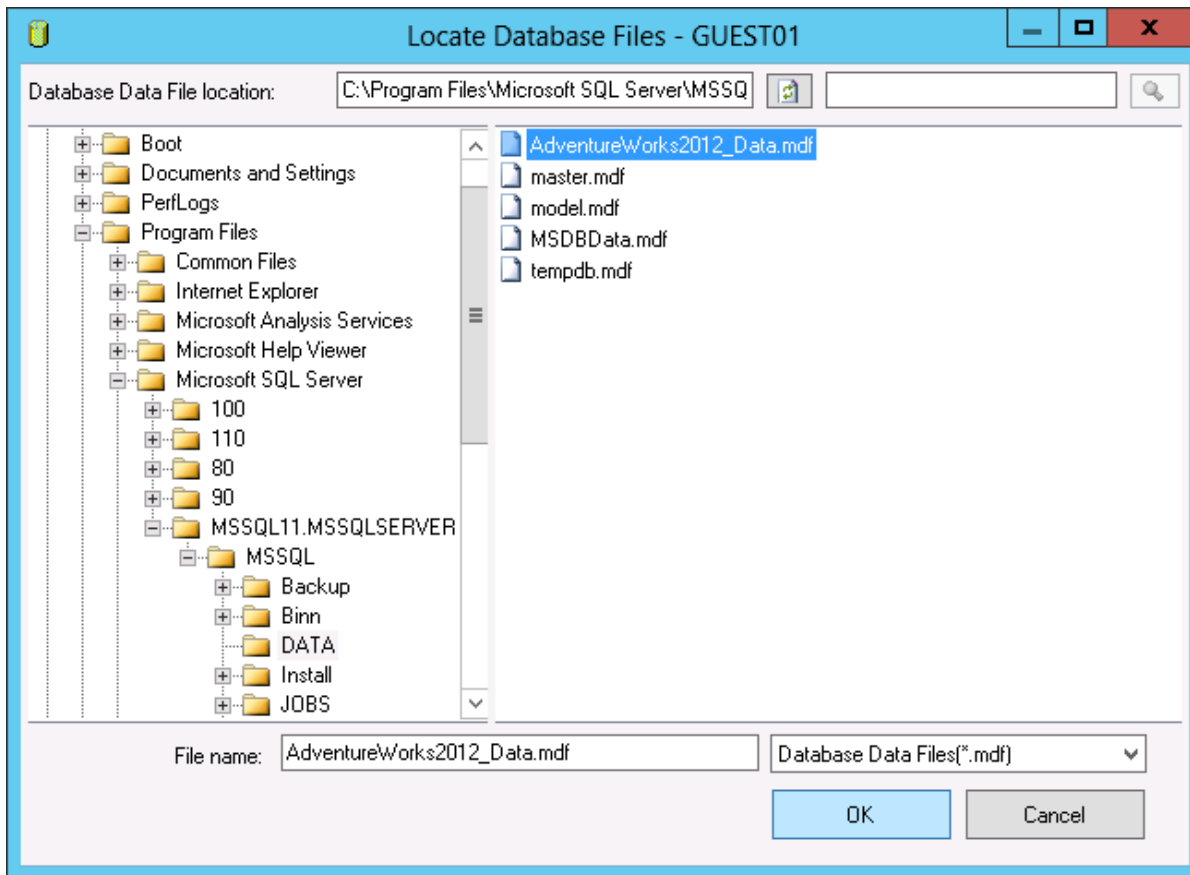 Locate Database Files - GUEST01
Database Data File location: C:\Program Files\Microsoft SQL Server\MSSQ
Boot
Documents and Settings
PerfLogs
Program Files
Common Files
Internet Explorer
Microsoft Analysis Services
Microsoft Help Viewer
Microsoft SQL Server
100
110
80
90
MSSQL11.MSSQLSERVER
MSSQL
Backup
Binn
DATA
Install
JOBS
AdventureWorks2012_Data.mdf
master.mdf
model.mdf
MSDBData.mdf
tempdb.mdf
File name: AdventureWorks2012_Data.mdf Database Data Files(*.mdf)
OK Cancel